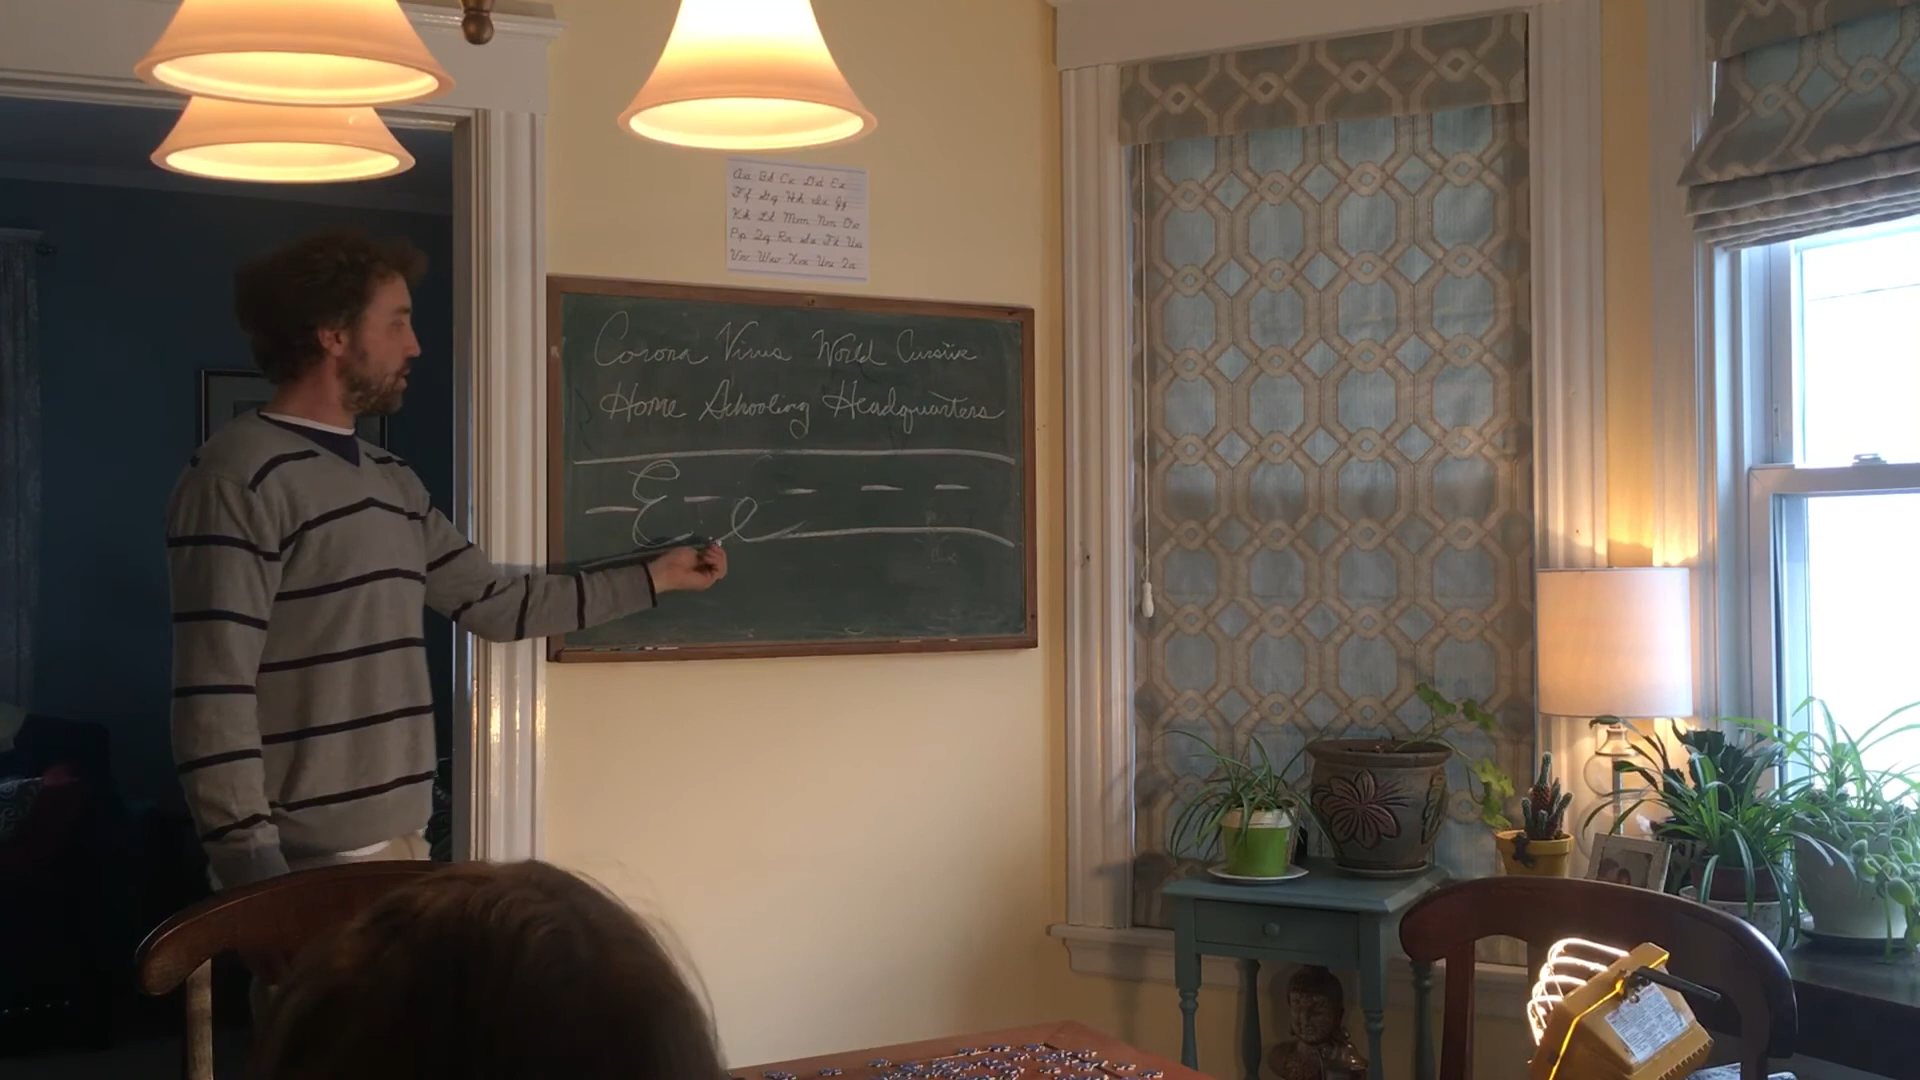 Aa Bb Cc Dd Ee
Ff Gg Hh Ii Jj
Kk Ll Mm Nn Oo
Pp Qq Rr Ss Tt Uu
Vv Ww Xx Yy Zz
Corona Virus World Cursive
Home Schooling Headquarters
E e